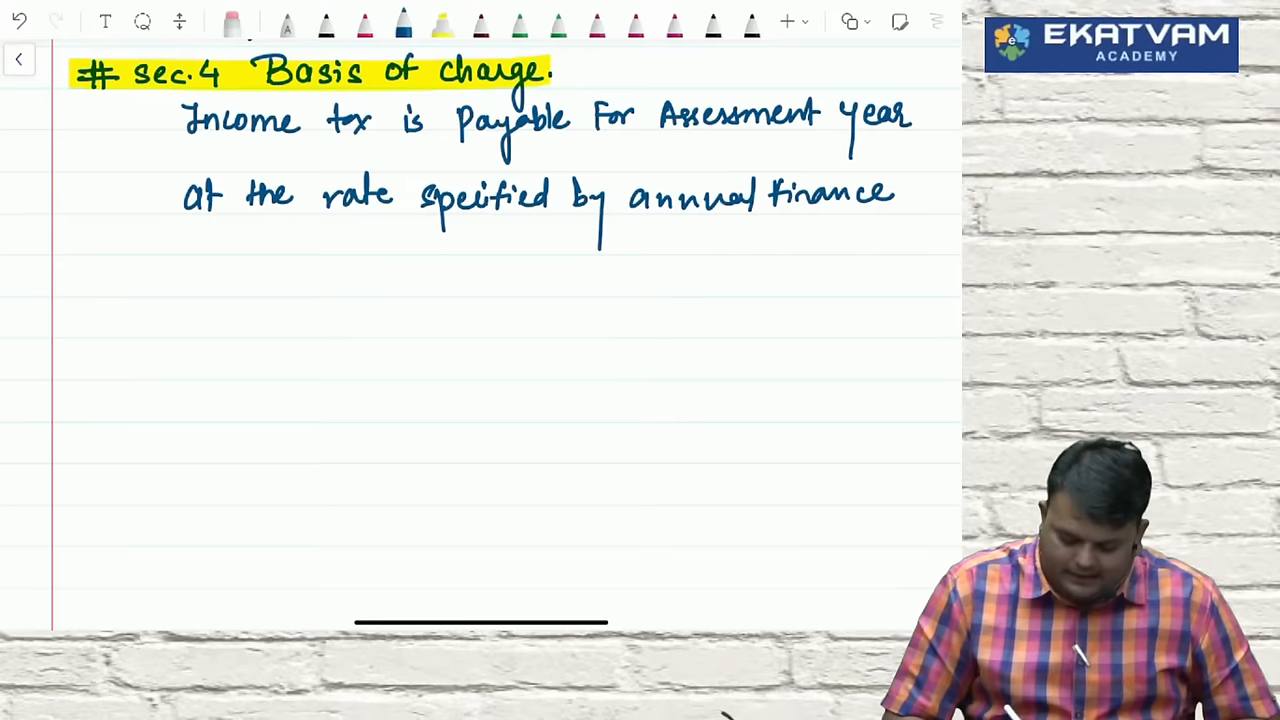 EKATVAM
ACADEMY
# sec.4 Basis of charge.
Income tax is payable for Assessment year
at the rate specified by annual finance